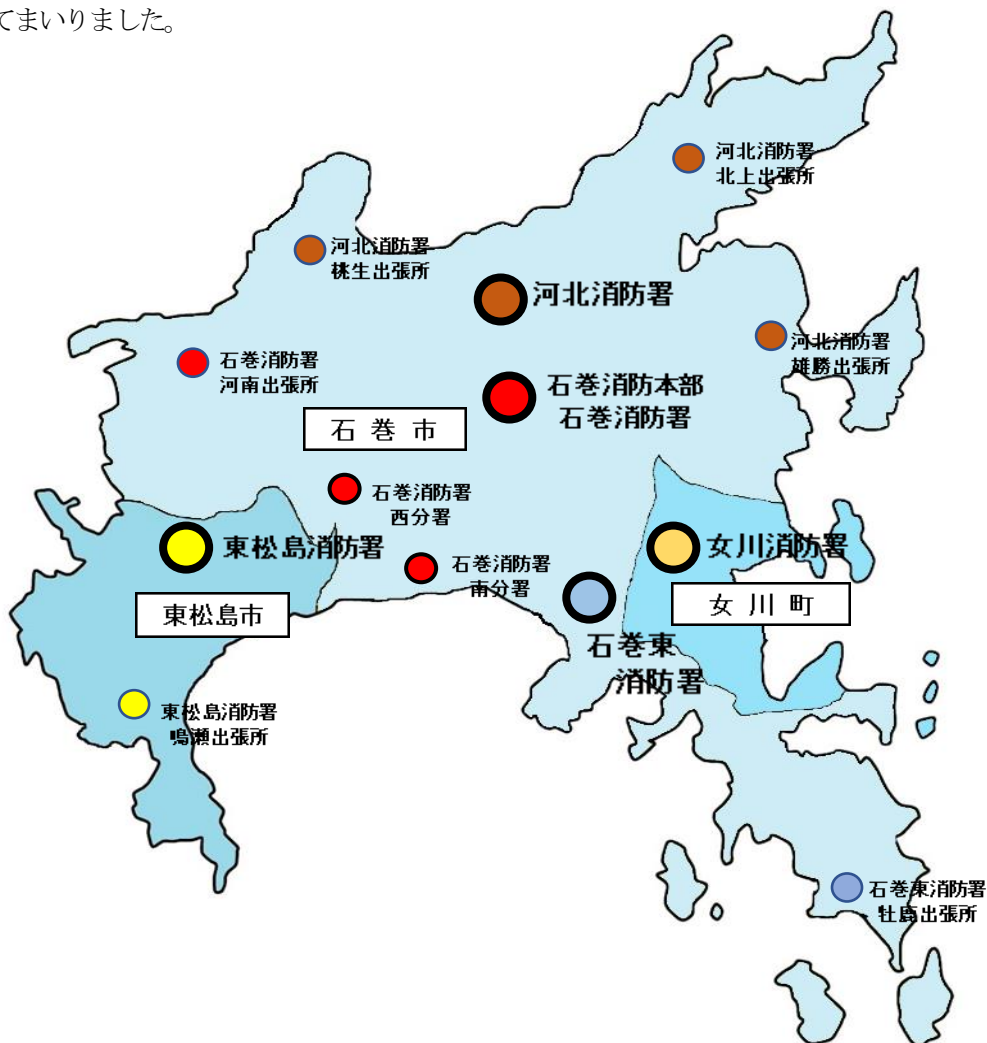 てまいりました。
河北消防署
北上出張所
河北消防署
桃生出張所
河北消防署
河北消防署
雄勝出張所
石巻消防署
河南出張所
石巻消防本部
石巻消防署
石巻市
石巻消防署
西分署
東松島消防署
女川消防署
石巻消防署
南分署
東松島市
女川町
石巻東
消防署
東松島消防署
鳴瀬出張所
石巻東消防署
牡鹿出張所